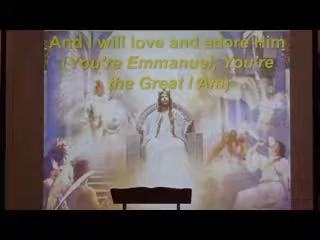 And I will love and adore Him
(You're Emmanuel, You're
the Great I Am)